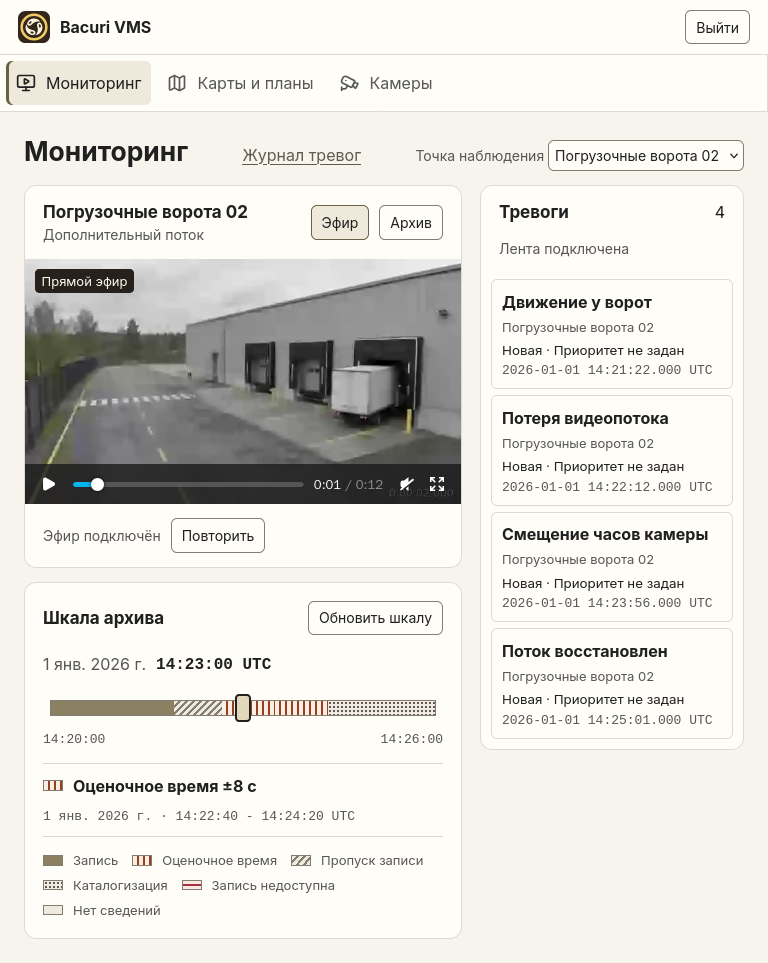 Bacuri VMS
Выйти
Мониторинг
Карты и планы
Камеры
Мониторинг
Журнал тревог
Точка наблюдения
Погрузочные ворота 02
Погрузочные ворота 02
Дополнительный поток
Эфир
Архив
Прямой эфир
0:01 / 0:12
Эфир подключён
Повторить
Шкала архива
Обновить шкалу
1 янв. 2026 г. 14:23:00 UTC
14:20:00
14:26:00
Оценочное время ±8 с
1 янв. 2026 г. · 14:22:40 - 14:24:20 UTC
Запись
Оценочное время
Пропуск записи
Каталогизация
Запись недоступна
Нет сведений
Тревоги
4
Лента подключена
Движение у ворот
Погрузочные ворота 02
Новая · Приоритет не задан
2026-01-01 14:21:22.000 UTC
Потеря видеопотока
Погрузочные ворота 02
Новая · Приоритет не задан
2026-01-01 14:22:12.000 UTC
Смещение часов камеры
Погрузочные ворота 02
Новая · Приоритет не задан
2026-01-01 14:23:56.000 UTC
Поток восстановлен
Погрузочные ворота 02
Новая · Приоритет не задан
2026-01-01 14:25:01.000 UTC